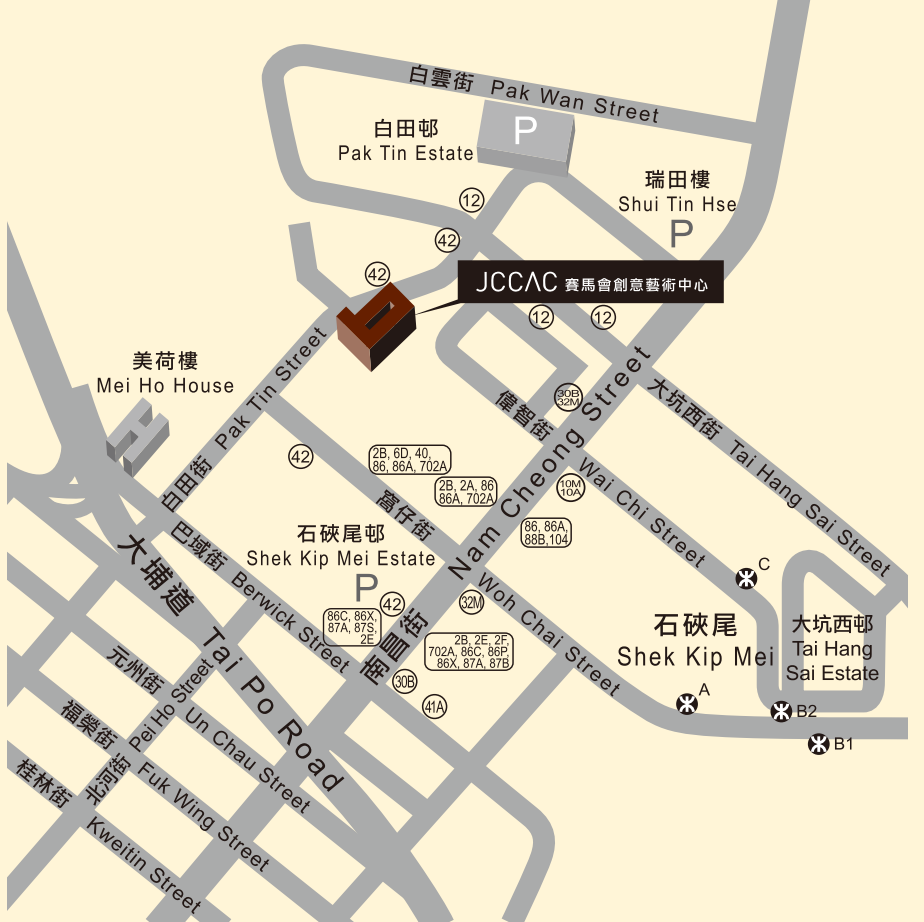 白雲街 Pak Wan Street
白田邨
Pak Tin Estate
P
瑞田樓
Shui Tin Hse
P
12
42
42
JCCAC 賽馬會創意藝術中心
12
12
美荷樓
Mei Ho House
白田街 Pak Tin Street
30B
32M
偉智街 Wai Chi Street
大坑西街 Tai Hang Sai Street
42
2B, 6D, 40,
86, 86A, 702A
2B, 2A, 86
86A, 702A
10M
10A
86, 86A,
88B,104
窩仔街 Woh Chai Street
南昌街 Nam Cheong Street
石硤尾邨
Shek Kip Mei Estate
P
巴域街 Berwick Street
大埔道 Tai Po Road
42
86C, 86X,
87A, 87S,
2E
32M
2B, 2E, 2F
702A, 86C, 86P,
86X, 87A, 87B
30B
41A
C
石硤尾
Shek Kip Mei
大坑西邨
Tai Hang
Sai Estate
A
B2
B1
元州街 Un Chau Street
北河街 Pei Ho Street
福榮街 Fuk Wing Street
桂林街 Kweitin Street